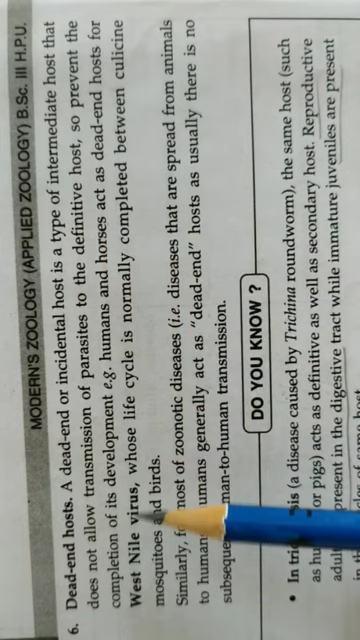 MODERN'S ZOOLOGY (APPLIED ZOOLOGY) B.Sc. III H.P.U.
6. Dead-end hosts. A dead-end or incidental host is a type of intermediate host that
does not allow transmission of parasites to the definitive host, so prevent the
completion of its development e.g. humans and horses act as dead-end hosts for
West Nile virus, whose life cycle is normally completed between culicine
mosquitoes and birds.
Similarly, most of zoonotic diseases (i.e. diseases that are spread from animals
to humans generally act as "dead-end" hosts as usually there is no
man-to-human transmission.
DO YOU KNOW ?
• In (a disease caused by Trichina roundworm), the same host (such
as or pigs) acts as definitive as well as secondary host. Reproductive
present in the digestive tract while immature juveniles are present
of same host